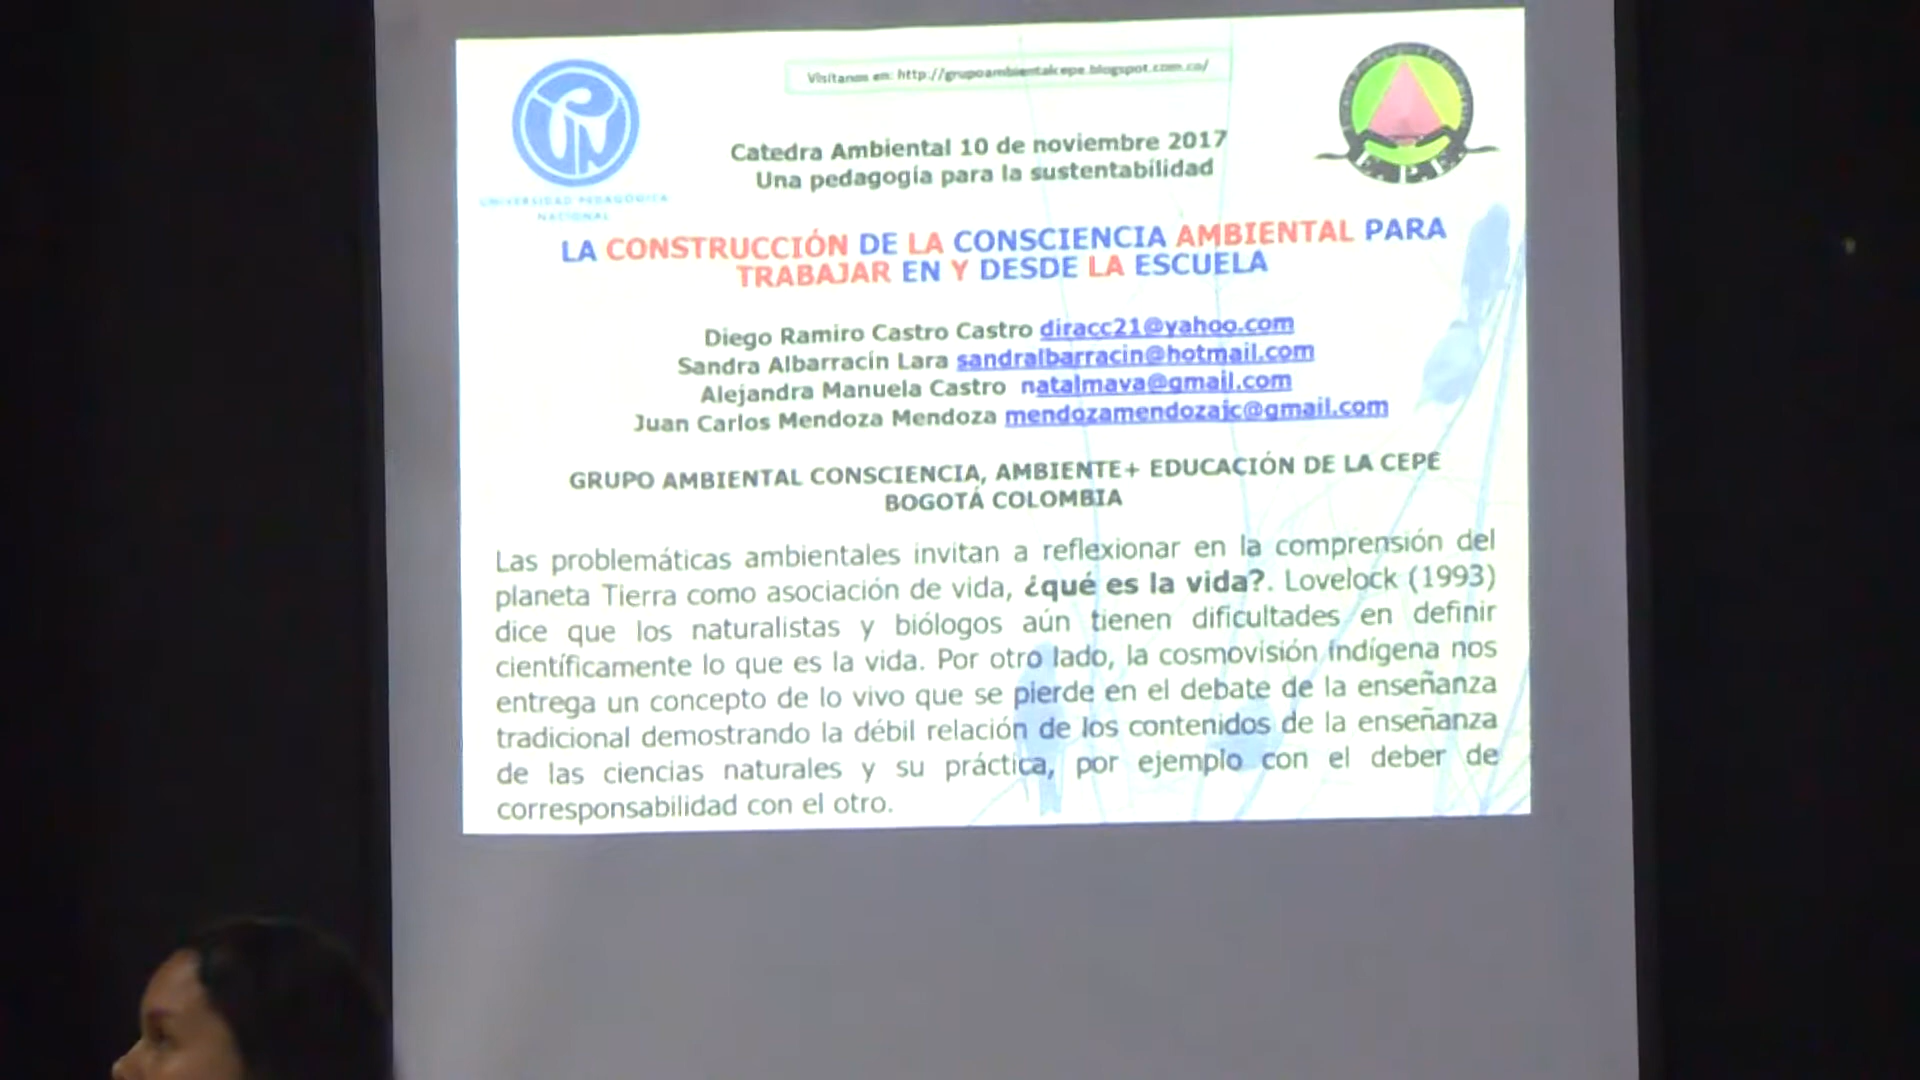 Visítanos en: http://grupoambientalcepe.blogspot.com.co/
UNIVERSIDAD PEDAGOGICA
NACIONAL
Catedra Ambiental 10 de noviembre 2017
Una pedagogía para la sustentabilidad
LA CONSTRUCCIÓN DE LA CONSCIENCIA AMBIENTAL PARA
TRABAJAR EN Y DESDE LA ESCUELA
Diego Ramiro Castro Castro diracc21@yahoo.com
Sandra Albarracín Lara sandralbarracin@hotmail.com
Alejandra Manuela Castro natalmava@gmail.com
Juan Carlos Mendoza Mendoza mendozamendozajc@gmail.com
GRUPO AMBIENTAL CONSCIENCIA, AMBIENTE+ EDUCACIÓN DE LA CEPE
BOGOTÁ COLOMBIA
Las problemáticas ambientales invitan a reflexionar en la comprensión del
planeta Tierra como asociación de vida, ¿qué es la vida?. Lovelock (1993)
dice que los naturalistas y biólogos aún tienen dificultades en definir
científicamente lo que es la vida. Por otro lado, la cosmovisión indígena nos
entrega un concepto de lo vivo que se pierde en el debate de la enseñanza
tradicional demostrando la débil relación de los contenidos de la enseñanza
de las ciencias naturales y su práctica, por ejemplo con el deber de
corresponsabilidad con el otro.